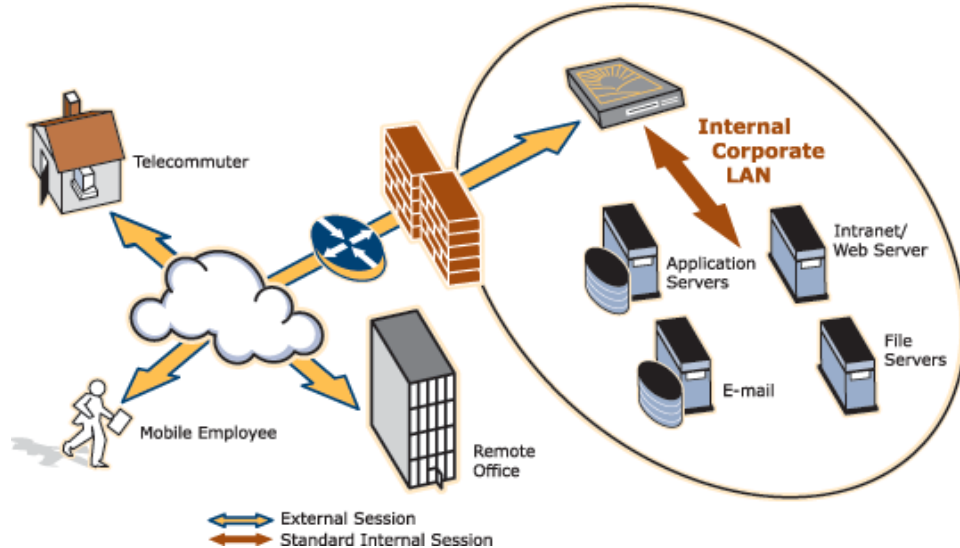 Telecommuter
Internal
Corporate
LAN
Application
Servers
Intranet/
Web Server
E-mail
File
Servers
Mobile Employee
Remote
Office
External Session
Standard Internal Session